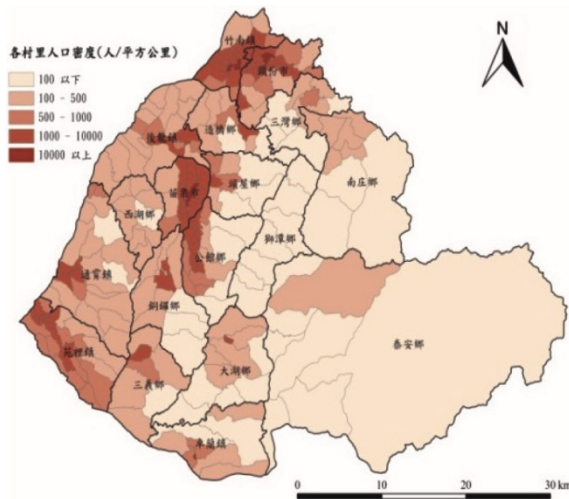 各村里人口密度(人/平方公里)
100 以下
100 - 500
500 - 1000
1000 - 10000
10000 以上
N
竹南鎮
頭份市
三灣鄉
造橋鄉
後龍鎮
南庄鄉
頭屋鄉
苗栗市
西湖鄉
獅潭鄉
公館鄉
通霄鎮
銅鑼鄉
泰安鄉
大湖鄉
苑裡鎮
三義鄉
卓蘭鎮
0 10 20 30 km